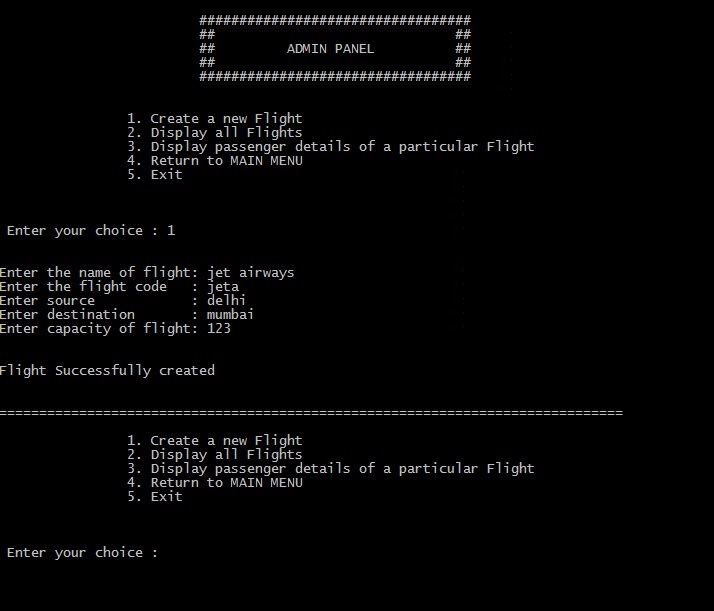 ##################################
##                              ##
##         ADMIN PANEL          ##
##                              ##
##################################
1. Create a new Flight
2. Display all Flights
3. Display passenger details of a particular Flight
4. Return to MAIN MENU
5. Exit
Enter your choice : 1
Enter the name of flight: jet airways
Enter the flight code   : jeta
Enter source            : delhi
Enter destination       : mumbai
Enter capacity of flight: 123
Flight Successfully created
==============================================================================
1. Create a new Flight
2. Display all Flights
3. Display passenger details of a particular Flight
4. Return to MAIN MENU
5. Exit
Enter your choice :